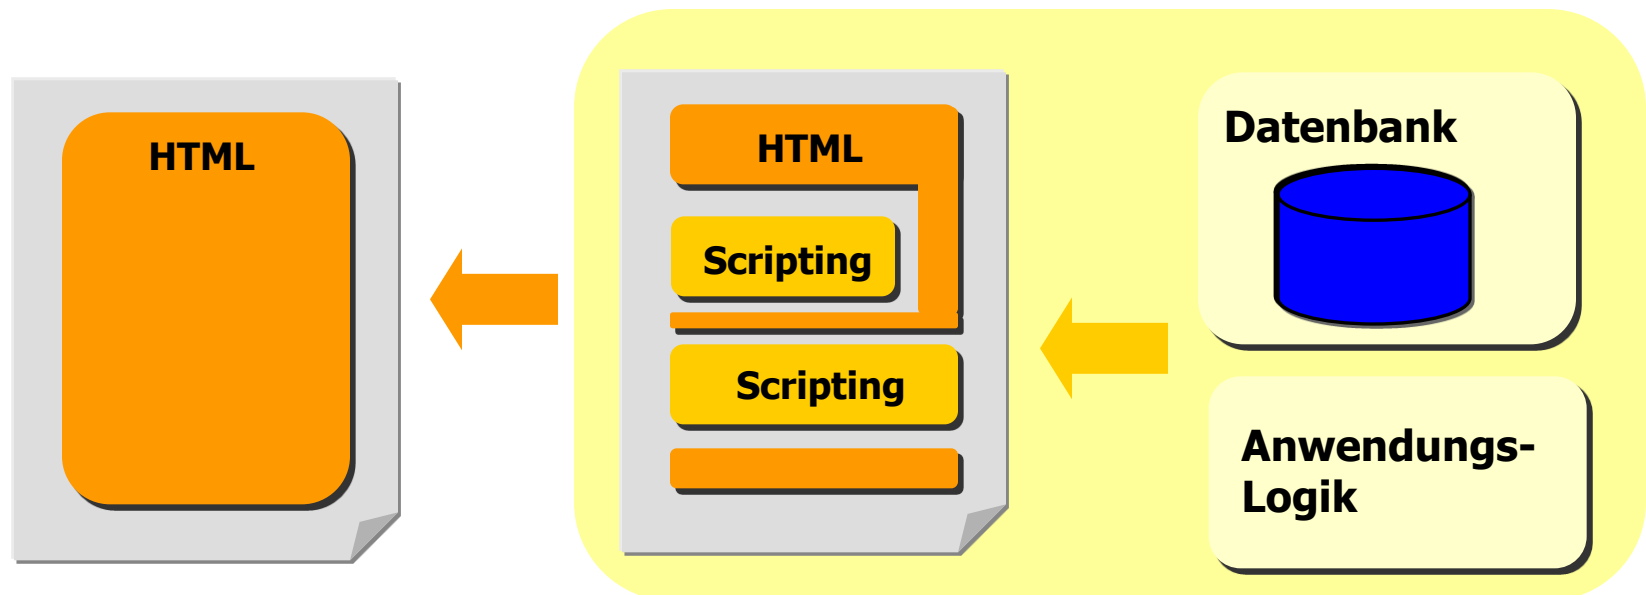 HTML
HTML
Scripting
Scripting
Datenbank
Anwendungs-
Logik